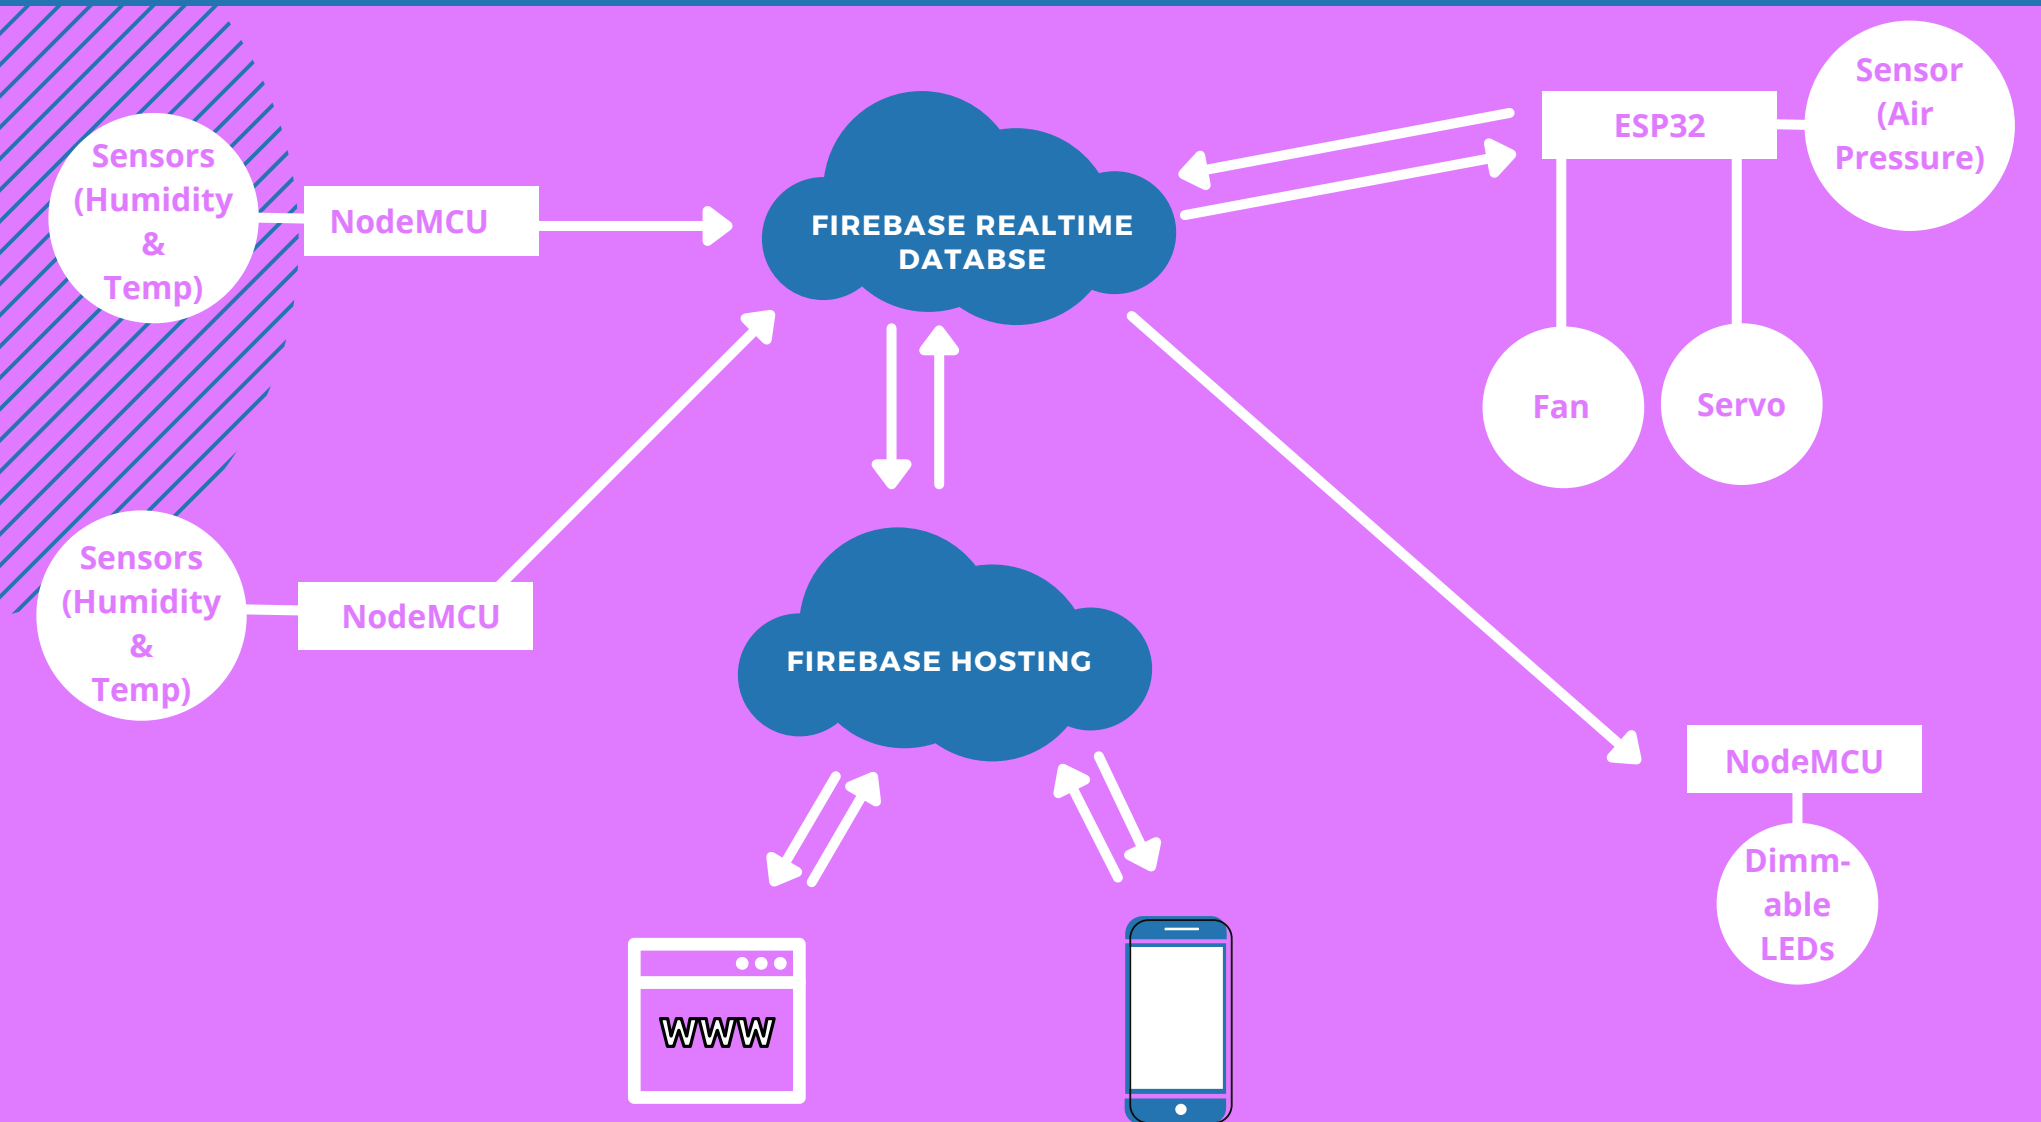 Sensors
(Humidity
&
Temp)
NodeMCU
FIREBASE REALTIME
DATABSE
ESP32
Sensor
(Air
Pressure)
Fan
Servo
Sensors
(Humidity
&
Temp)
NodeMCU
FIREBASE HOSTING
NodeMCU
Dimm-
able
LEDs
WWW